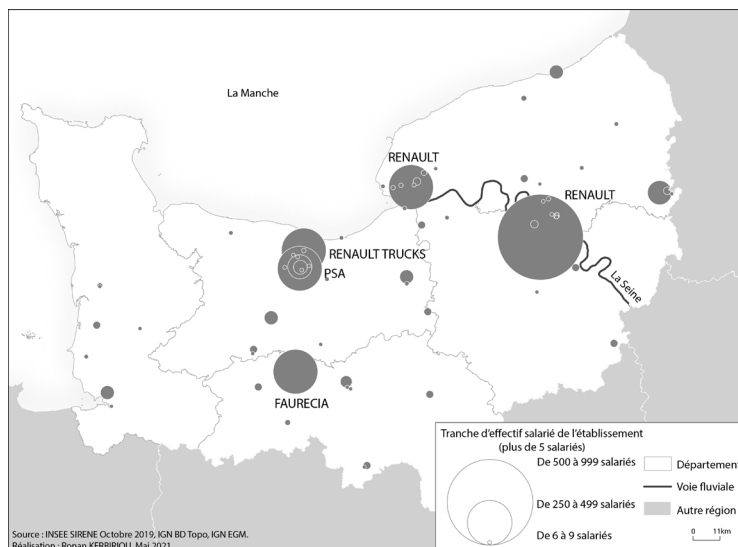 La Manche
RENAULT
RENAULT
RENAULT TRUCKS
PSA
La Seine
FAURECIA
Tranche d'effectif salarié de l'établissement
(plus de 5 salariés)
De 500 à 999 salariés
De 250 à 499 salariés
De 6 à 9 salariés
Département
Voie fluviale
Autre région
0 11km
Source : INSEE SIRENE Octobre 2019, IGN BD Topo, IGN EGM.
Réalisation : Ronan KERBIRIOU, Mai 2021